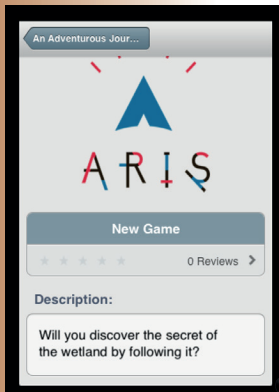 An Adventurous Jour...
ARIS
New Game
0 Reviews
Description:
Will you discover the secret of
the wetland by following it?